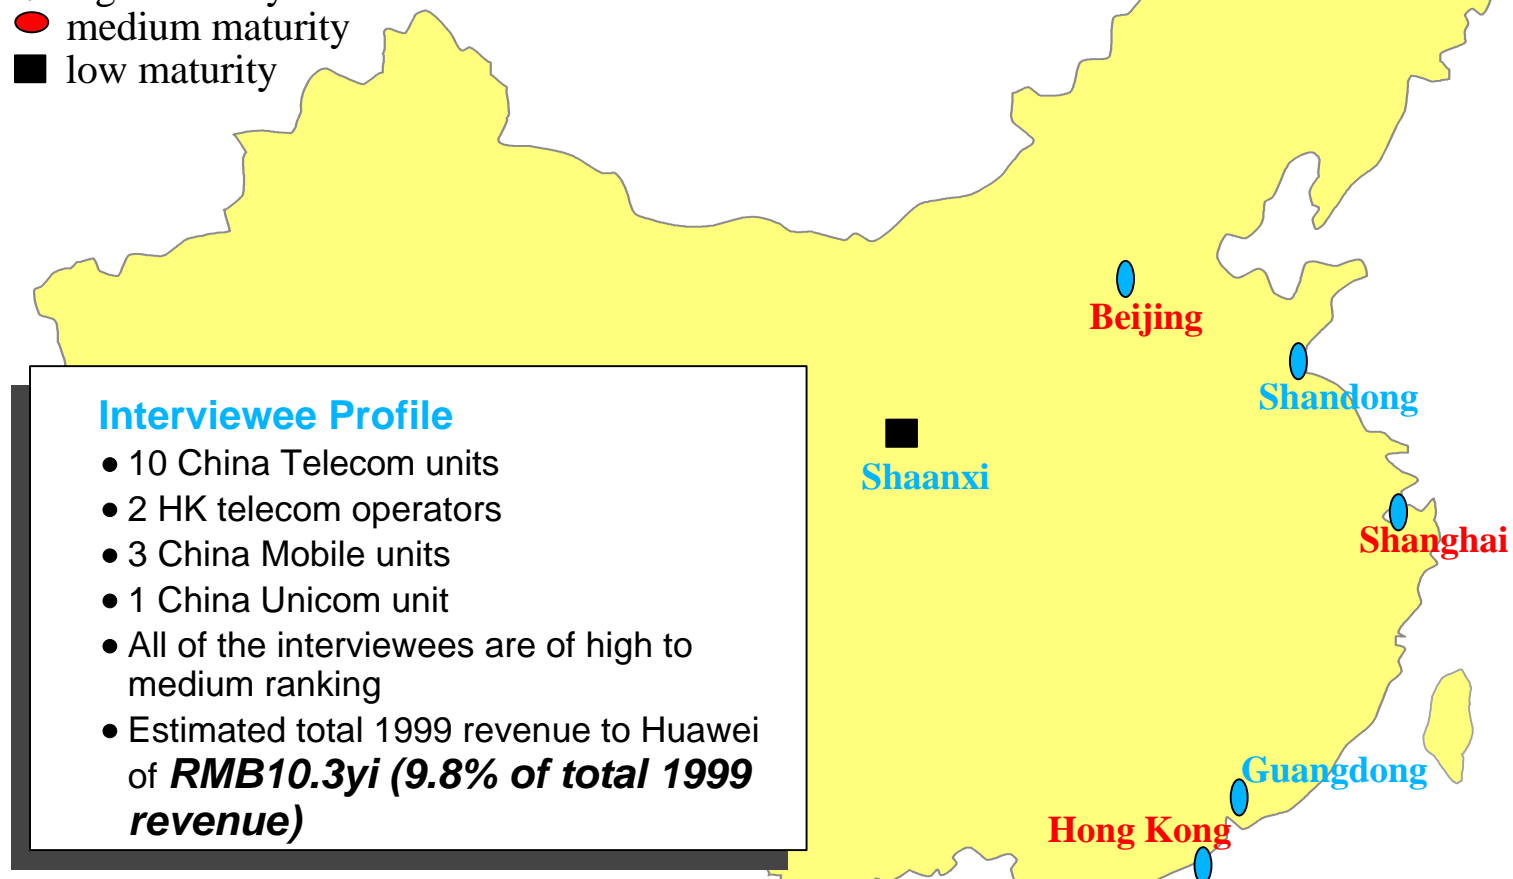 medium maturity
low maturity
Beijing
Shandong
Interviewee Profile
• 10 China Telecom units
• 2 HK telecom operators
• 3 China Mobile units
• 1 China Unicom unit
• All of the interviewees are of high to
medium ranking
• Estimated total 1999 revenue to Huawei
of RMB10.3yi (9.8% of total 1999
revenue)
Shaanxi
Shanghai
Guangdong
Hong Kong